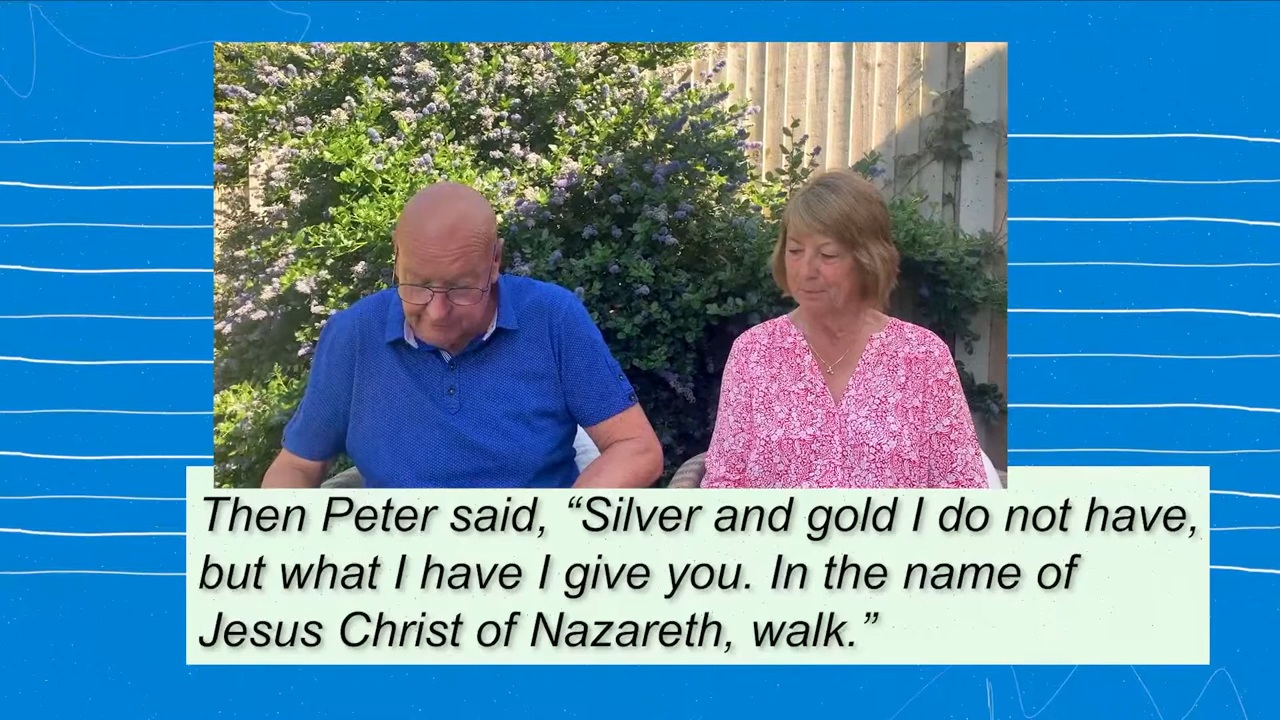 Then Peter said, “Silver and gold I do not have,
but what I have I give you. In the name of
Jesus Christ of Nazareth, walk.”